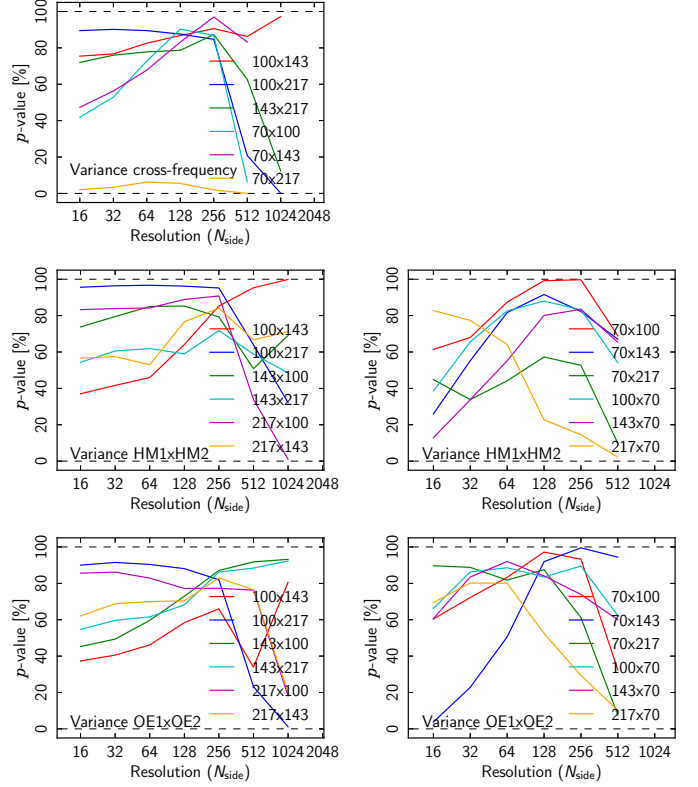 100
80
60
40
20
0
p-value [%]
100x143
100x217
143x217
70x100
70x143
70x217
Variance cross-frequency
16 32 64 128 256 512 1024 2048
Resolution (Nside)
100
80
60
40
20
0
p-value [%]
100x143
100x217
143x100
143x217
217x100
217x143
Variance HM1xHM2
16 32 64 128 256 512 1024 2048
Resolution (Nside)
100
80
60
40
20
0
p-value [%]
70x100
70x143
70x217
100x70
143x70
217x70
Variance HM1xHM2
16 32 64 128 256 512 1024
Resolution (Nside)
100
80
60
40
20
0
p-value [%]
100x143
100x217
143x100
143x217
217x100
217x143
Variance OE1xOE2
16 32 64 128 256 512 1024 2048
Resolution (Nside)
100
80
60
40
20
0
p-value [%]
70x100
70x143
70x217
100x70
143x70
217x70
Variance OE1xOE2
16 32 64 128 256 512 1024
Resolution (Nside)